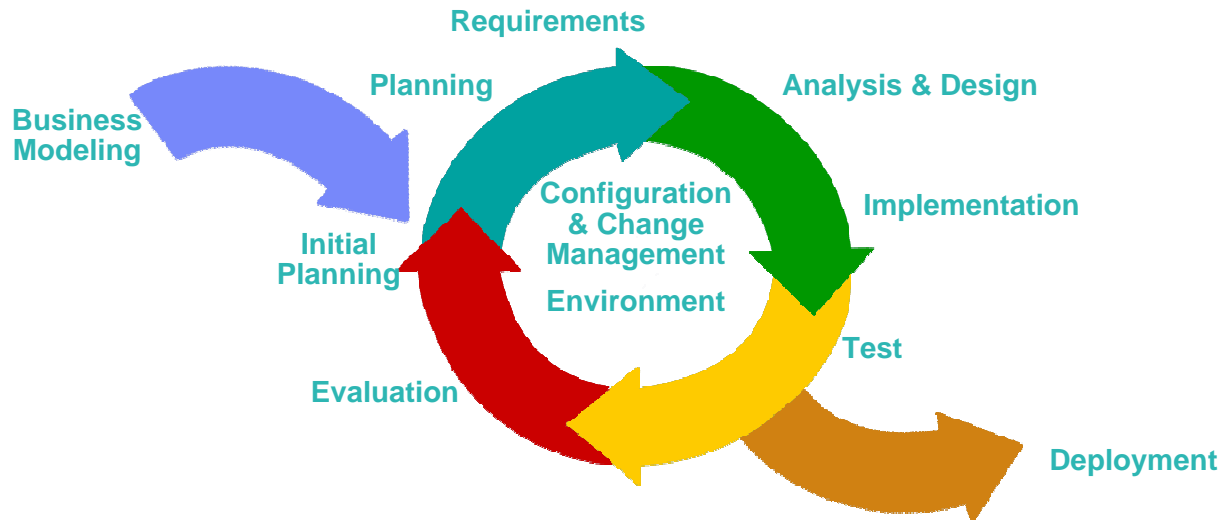 Requirements
Planning
Analysis & Design
Business
Modeling
Configuration
& Change
Management
Implementation
Initial
Planning
Environment
Test
Evaluation
Deployment